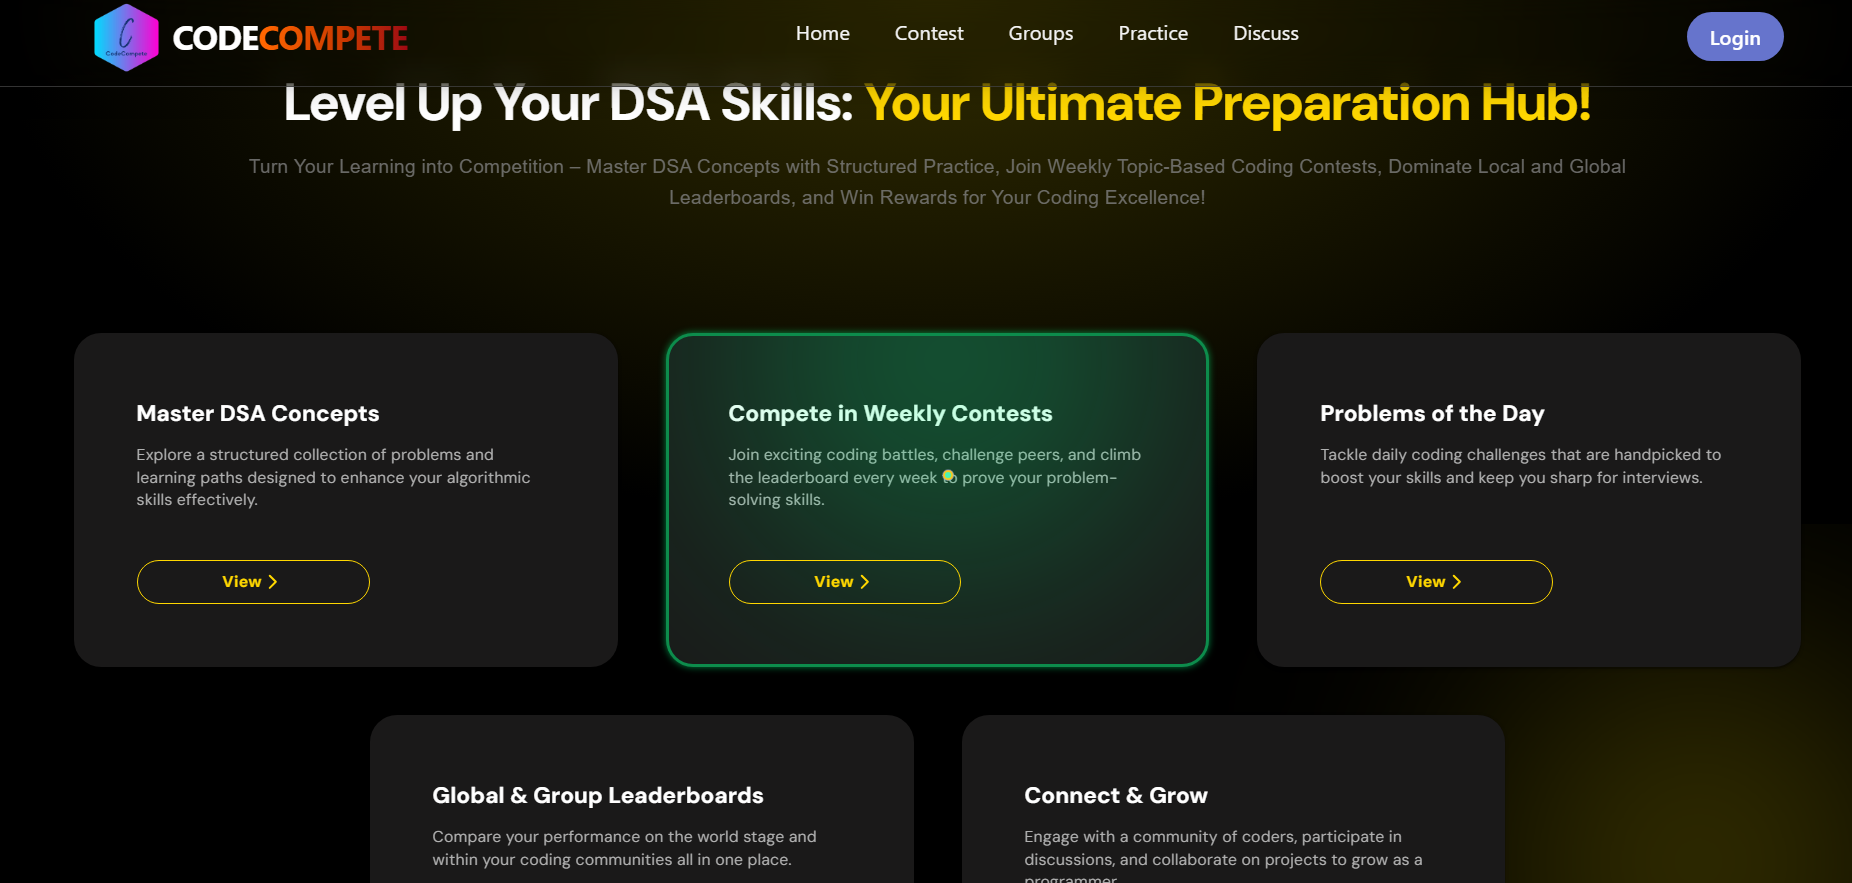 CodeCompete
CODECOMPETE
Home
Contest
Groups
Practice
Discuss
Login
Level Up Your DSA Skills: Your Ultimate Preparation Hub!
Turn Your Learning into Competition – Master DSA Concepts with Structured Practice, Join Weekly Topic-Based Coding Contests, Dominate Local and Global
Leaderboards, and Win Rewards for Your Coding Excellence!
Master DSA Concepts
Explore a structured collection of problems and
learning paths designed to enhance your algorithmic
skills effectively.
View
Compete in Weekly Contests
Join exciting coding battles, challenge peers, and climb
the leaderboard every week to prove your problem-
solving skills.
View
Problems of the Day
Tackle daily coding challenges that are handpicked to
boost your skills and keep you sharp for interviews.
View
Global & Group Leaderboards
Compare your performance on the world stage and
within your coding communities all in one place.
Connect & Grow
Engage with a community of coders, participate in
discussions, and collaborate on projects to grow as a
programmer.